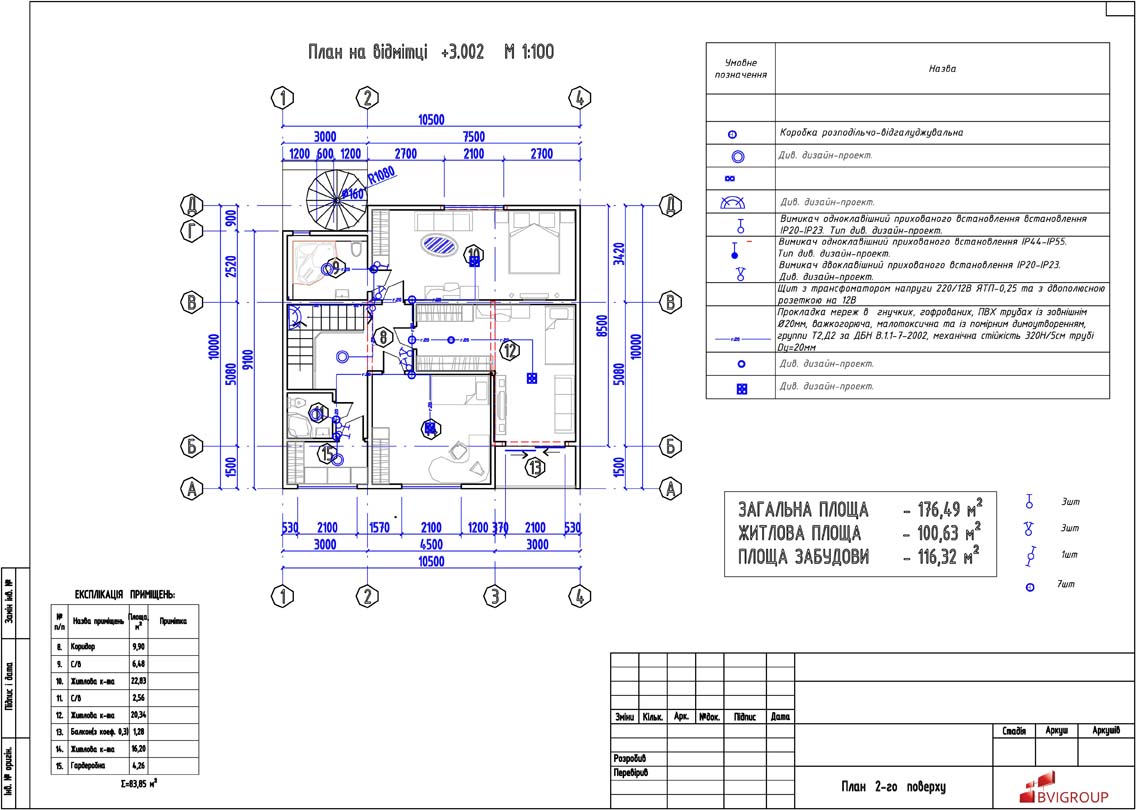 План на відмітці +3.002 М 1:100
1 2 4
10500
3000 7500
1200 600 1200 2700 2100 2700
R1080
Ø160
Д Д
Г
В В
Б Б
А А
900
2520
5080
1500
10000
9100
3420
8500
5080
1500
10000
9
10
8
12
11
15
13
530 2100 1570 2100 1200 370 2100 530
3000 4500 3000
10500
1 2 3 4
Умовне позначення Назва
Коробка розподільчо-відгалуджувальна
Див. дизайн-проект.
Див. дизайн-проект.
Вимикач одноклавішний прихованого встановлення встановлення
IP20-IP23. Тип див. дизайн-проект.
Вимикач одноклавішний прихованого встановлення IP44-IP55.
Тип див. дизайн-проект.
Вимикач двоклавішний прихованого встановлення IP20-IP23.
Див. дизайн-проект.
Щит з трансфоматором напруги 220/12В ЯТП-0,25 та з двополюсною
розеткою на 12В
Прокладка мереж в гнучких, гофрованих, ПВХ трубах із зовнішнім
Ø20мм, важкогорюча, малотоксична та із помірним димоутворенням,
группи Т2,Д2 за ДБН В.1.1-7-2002, механічна стійкість 320Н/5см трубі
Dу=20мм
Див. дизайн-проект.
Див. дизайн-проект.
ЗАГАЛЬНА ПЛОЩА - 176,49 м²
ЖИТЛОВА ПЛОЩА - 100,63 м²
ПЛОЩА ЗАБУДОВИ - 116,32 м²
3шт
3шт
1шт
7шт
ЕКСПЛІКАЦІЯ ПРИМІЩЕНЬ:
№ п/п Назва приміщень Площа, м² Примітка
8. Коридор 9,90
9. С/В 6,48
10. Житлова к-та 22,83
11. С/В 2,56
12. Житлова к-та 20,34
13. Балкон(з коеф. 0,3) 1,28
14. Житлова к-та 16,20
15. Гардеробна 4,26
Σ=83,85 м²
Замін інв. №
Підпис і дата
Інв. № оригін.
Зміни Кільк. Арк. №док. Підпис Дата
Розробив
Перевірив
Стадія Аркуш Аркушів
План 2-го поверху
BVIGROUP